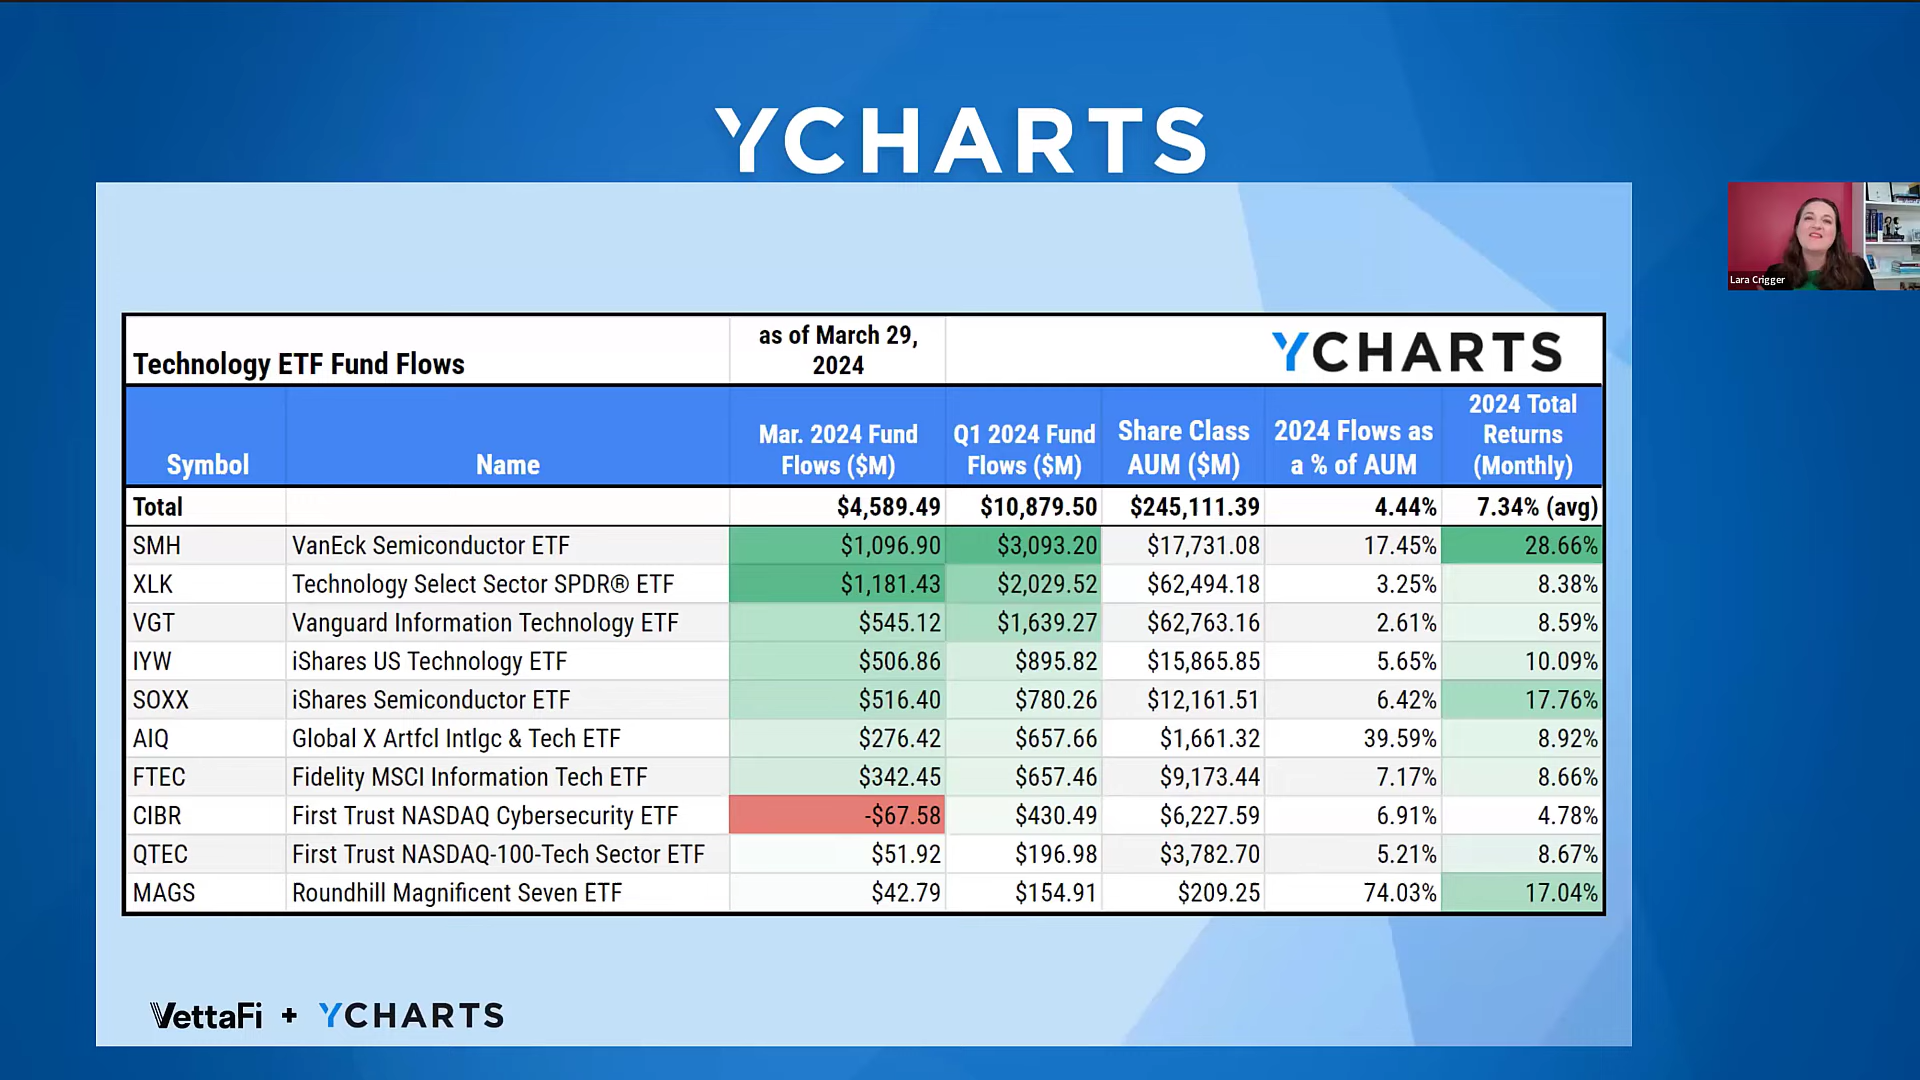 YCHARTS
Lara Crigger
Technology ETF Fund Flows
as of March 29,
2024
YCHARTS
Symbol
Name
Mar. 2024 Fund
Flows ($M)
Q1 2024 Fund
Flows ($M)
Share Class
AUM ($M)
2024 Flows as
a % of AUM
2024 Total
Returns
(Monthly)
Total $4,589.49 $10,879.50 $245,111.39 4.44% 7.34% (avg)
SMH VanEck Semiconductor ETF $1,096.90 $3,093.20 $17,731.08 17.45% 28.66%
XLK Technology Select Sector SPDR® ETF $1,181.43 $2,029.52 $62,494.18 3.25% 8.38%
VGT Vanguard Information Technology ETF $545.12 $1,639.27 $62,763.16 2.61% 8.59%
IYW iShares US Technology ETF $506.86 $895.82 $15,865.85 5.65% 10.09%
SOXX iShares Semiconductor ETF $516.40 $780.26 $12,161.51 6.42% 17.76%
AIQ Global X Artfcl Intlgc & Tech ETF $276.42 $657.66 $1,661.32 39.59% 8.92%
FTEC Fidelity MSCI Information Tech ETF $342.45 $657.46 $9,173.44 7.17% 8.66%
CIBR First Trust NASDAQ Cybersecurity ETF -$67.58 $430.49 $6,227.59 6.91% 4.78%
QTEC First Trust NASDAQ-100-Tech Sector ETF $51.92 $196.98 $3,782.70 5.21% 8.67%
MAGS Roundhill Magnificent Seven ETF $42.79 $154.91 $209.25 74.03% 17.04%
VettaFi + YCHARTS